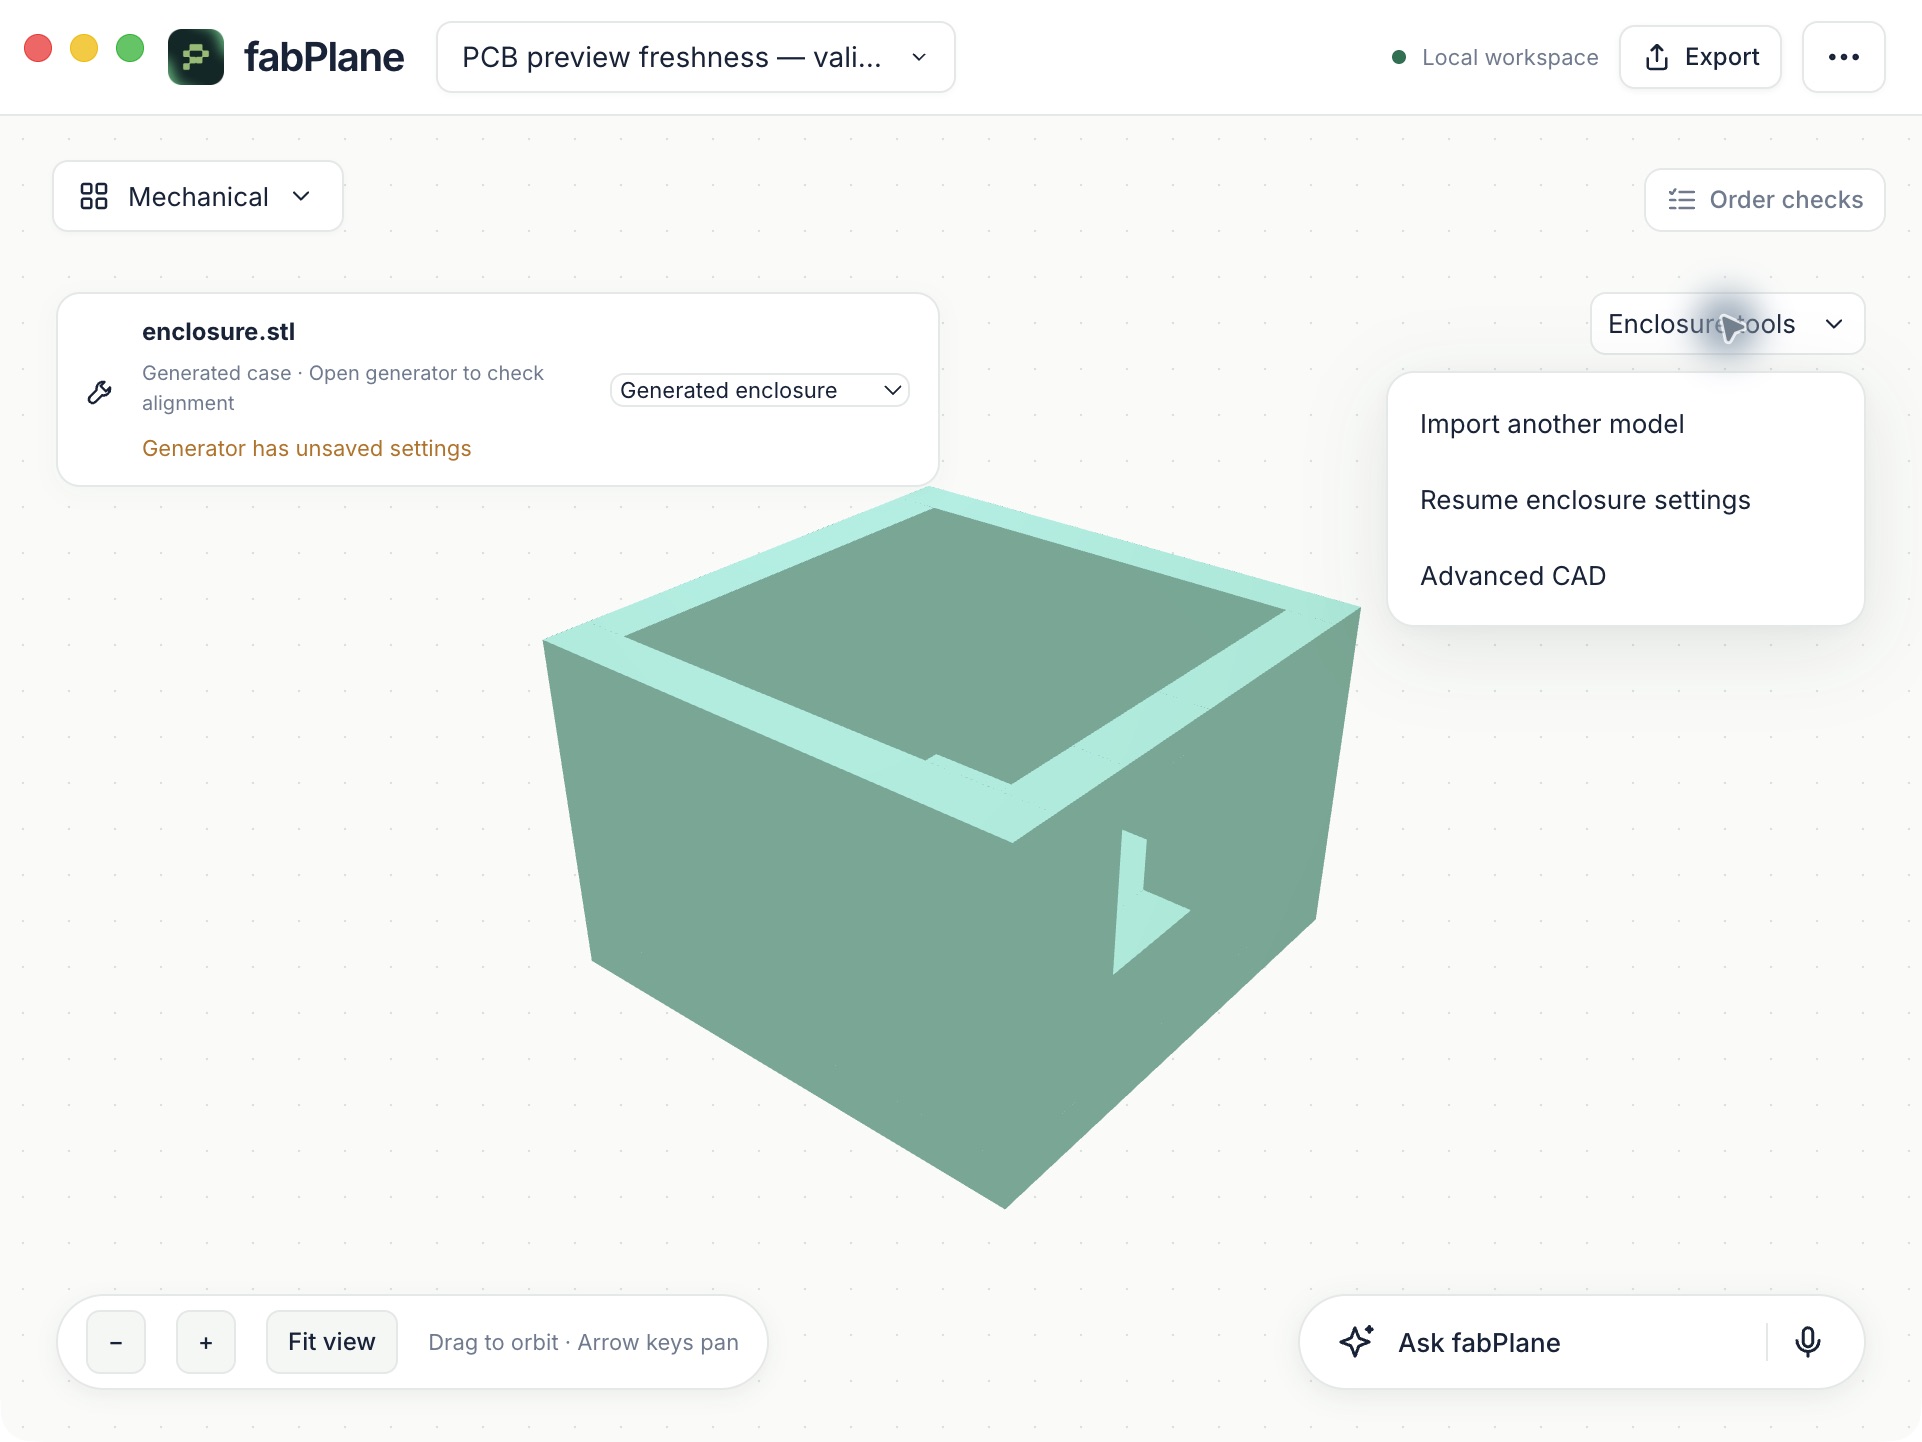 fabPlane
PCB preview freshness — vali...
Local workspace
Export
Mechanical
Order checks
enclosure.stl
Generated case · Open generator to check
alignment
Generator has unsaved settings
Generated enclosure
Enclosure tools
Import another model
Resume enclosure settings
Advanced CAD
−
+
Fit view
Drag to orbit · Arrow keys pan
Ask fabPlane